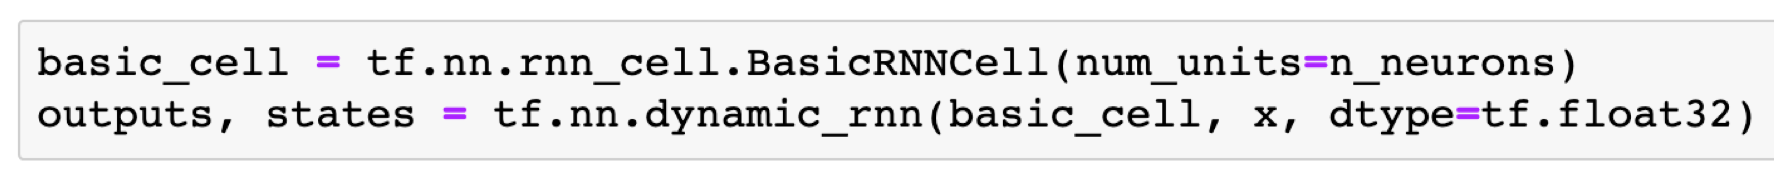 basic_cell = tf.nn.rnn_cell.BasicRNNCell(num_units=n_neurons)
outputs, states = tf.nn.dynamic_rnn(basic_cell, x, dtype=tf.float32)